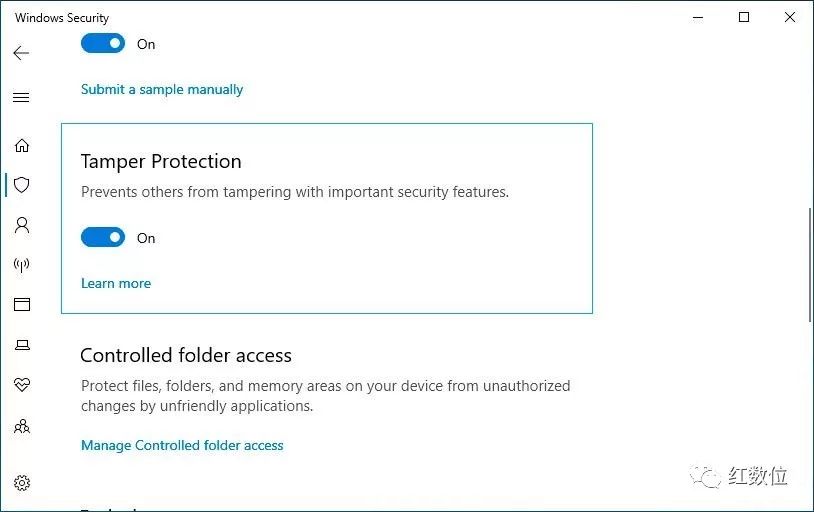 Windows Security
On
Submit a sample manually
Tamper Protection
Prevents others from tampering with important security features.
On
Learn more
Controlled folder access
Protect files, folders, and memory areas on your device from unauthorized
changes by unfriendly applications.
Manage Controlled folder access
红数位